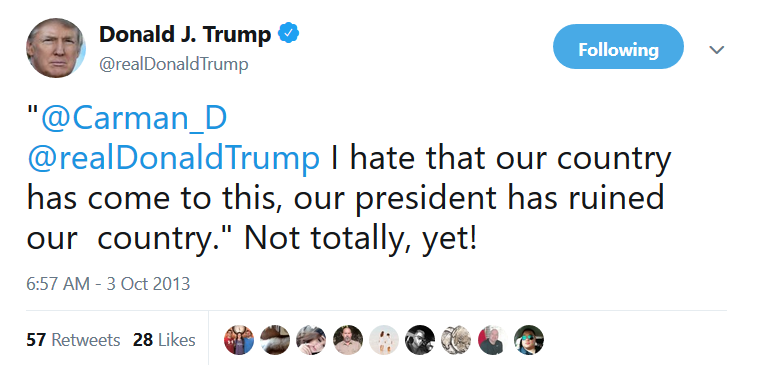 Donald J. Trump
Following
@realDonaldTrump
"@Carman_D
@realDonaldTrump I hate that our country
has come to this, our president has ruined
our  country." Not totally, yet!
6:57 AM - 3 Oct 2013
57 Retweets 28 Likes